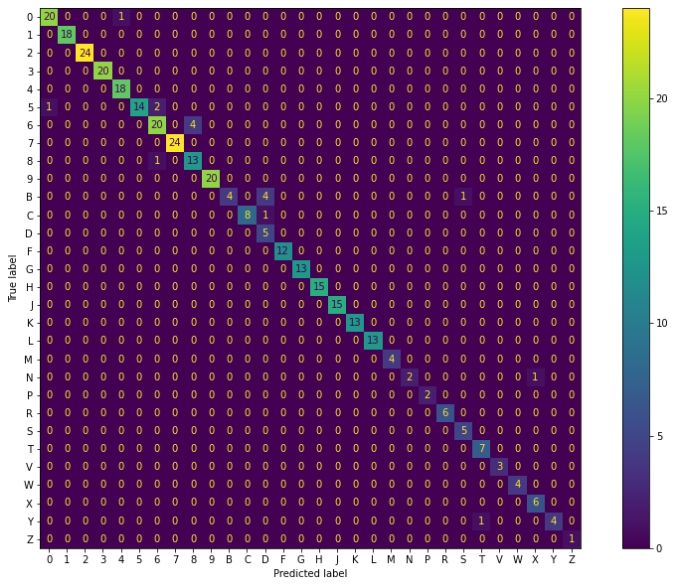 True label
0 20 0 0 0 1 0 0 0 0 0 0 0 0 0 0 0 0 0 0 0 0 0 0 0 0 0 0 0 0 0
1 0 18 0 0 0 0 0 0 0 0 0 0 0 0 0 0 0 0 0 0 0 0 0 0 0 0 0 0 0 0
2 0 0 24 0 0 0 0 0 0 0 0 0 0 0 0 0 0 0 0 0 0 0 0 0 0 0 0 0 0 0
3 0 0 0 20 0 0 0 0 0 0 0 0 0 0 0 0 0 0 0 0 0 0 0 0 0 0 0 0 0 0
4 0 0 0 0 18 0 0 0 0 0 0 0 0 0 0 0 0 0 0 0 0 0 0 0 0 0 0 0 0 0
5 1 0 0 0 0 14 2 0 0 0 0 0 0 0 0 0 0 0 0 0 0 0 0 0 0 0 0 0 0 0
6 0 0 0 0 0 0 20 0 4 0 0 0 0 0 0 0 0 0 0 0 0 0 0 0 0 0 0 0 0 0
7 0 0 0 0 0 0 0 24 0 0 0 0 0 0 0 0 0 0 0 0 0 0 0 0 0 0 0 0 0 0
8 0 0 0 0 0 0 1 0 13 0 0 0 0 0 0 0 0 0 0 0 0 0 0 0 0 0 0 0 0 0
9 0 0 0 0 0 0 0 0 0 20 0 0 0 0 0 0 0 0 0 0 0 0 0 0 0 0 0 0 0 0
B 0 0 0 0 0 0 0 0 0 0 4 0 4 0 0 0 0 0 0 0 0 0 0 1 0 0 0 0 0 0
C 0 0 0 0 0 0 0 0 0 0 0 8 1 0 0 0 0 0 0 0 0 0 0 0 0 0 0 0 0 0
D 0 0 0 0 0 0 0 0 0 0 0 0 5 0 0 0 0 0 0 0 0 0 0 0 0 0 0 0 0 0
F 0 0 0 0 0 0 0 0 0 0 0 0 0 12 0 0 0 0 0 0 0 0 0 0 0 0 0 0 0 0
G 0 0 0 0 0 0 0 0 0 0 0 0 0 0 13 0 0 0 0 0 0 0 0 0 0 0 0 0 0 0
H 0 0 0 0 0 0 0 0 0 0 0 0 0 0 0 15 0 0 0 0 0 0 0 0 0 0 0 0 0 0
J 0 0 0 0 0 0 0 0 0 0 0 0 0 0 0 0 15 0 0 0 0 0 0 0 0 0 0 0 0 0
K 0 0 0 0 0 0 0 0 0 0 0 0 0 0 0 0 0 13 0 0 0 0 0 0 0 0 0 0 0 0
L 0 0 0 0 0 0 0 0 0 0 0 0 0 0 0 0 0 0 13 0 0 0 0 0 0 0 0 0 0 0
M 0 0 0 0 0 0 0 0 0 0 0 0 0 0 0 0 0 0 0 4 0 0 0 0 0 0 0 0 0 0
N 0 0 0 0 0 0 0 0 0 0 0 0 0 0 0 0 0 0 0 0 2 0 0 0 0 0 0 1 0 0
P 0 0 0 0 0 0 0 0 0 0 0 0 0 0 0 0 0 0 0 0 0 2 0 0 0 0 0 0 0 0
R 0 0 0 0 0 0 0 0 0 0 0 0 0 0 0 0 0 0 0 0 0 0 6 0 0 0 0 0 0 0
S 0 0 0 0 0 0 0 0 0 0 0 0 0 0 0 0 0 0 0 0 0 0 0 5 0 0 0 0 0 0
T 0 0 0 0 0 0 0 0 0 0 0 0 0 0 0 0 0 0 0 0 0 0 0 0 7 0 0 0 0 0
V 0 0 0 0 0 0 0 0 0 0 0 0 0 0 0 0 0 0 0 0 0 0 0 0 0 3 0 0 0 0
W 0 0 0 0 0 0 0 0 0 0 0 0 0 0 0 0 0 0 0 0 0 0 0 0 0 0 4 0 0 0
X 0 0 0 0 0 0 0 0 0 0 0 0 0 0 0 0 0 0 0 0 0 0 0 0 0 0 0 6 0 0
Y 0 0 0 0 0 0 0 0 0 0 0 0 0 0 0 0 0 0 0 0 0 0 0 0 1 0 0 0 4 0
Z 0 0 0 0 0 0 0 0 0 0 0 0 0 0 0 0 0 0 0 0 0 0 0 0 0 0 0 0 0 1
0 1 2 3 4 5 6 7 8 9 B C D F G H J K L M N P R S T V W X Y Z
Predicted label
20
15
10
5
0